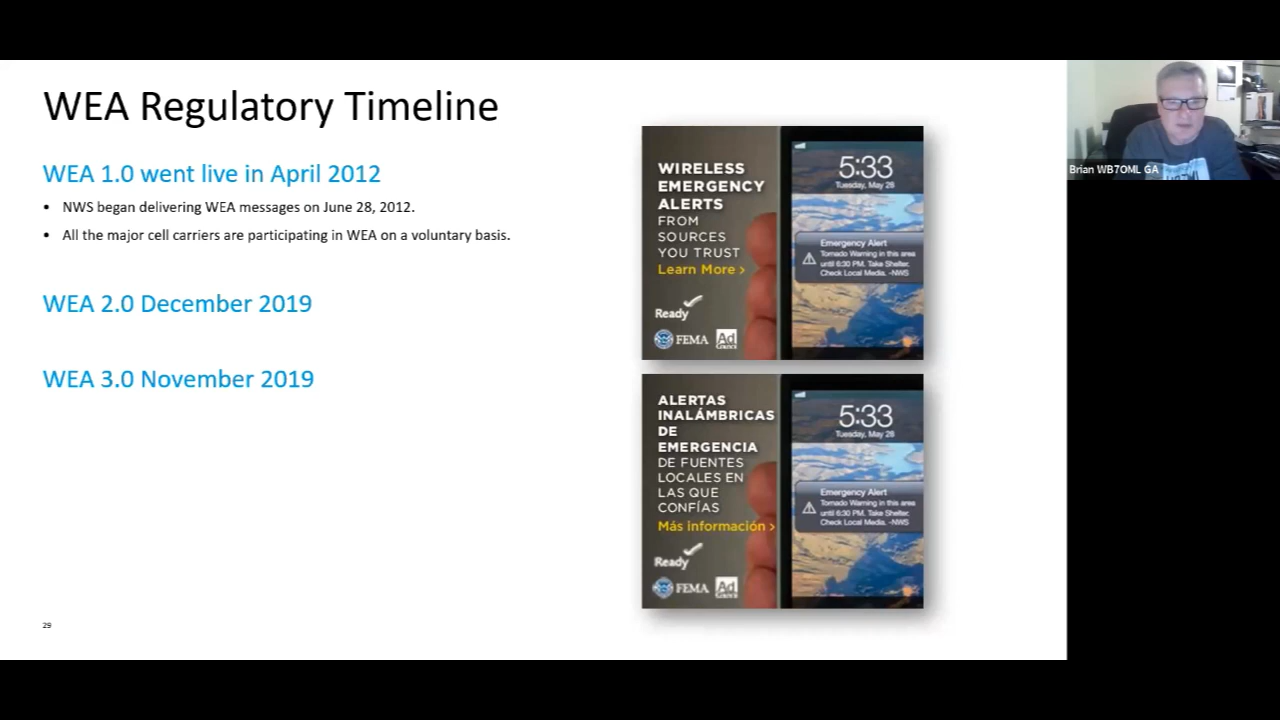 WEA Regulatory Timeline
WEA 1.0 went live in April 2012
• NWS began delivering WEA messages on June 28, 2012.
• All the major cell carriers are participating in WEA on a voluntary basis.
WEA 2.0 December 2019
WEA 3.0 November 2019
29
WIRELESS
EMERGENCY
ALERTS
FROM
SOURCES
YOU TRUST
Learn More >
Ready
FEMA
Ad
Council
5:33
Tuesday, May 28
Emergency Alert
Tornado Warning in this area
until 6:30 PM. Take Shelter.
Check Local Media. -NWS
ALERTAS
INALÁMBRICAS
DE
EMERGENCIA
DE FUENTES
LOCALES EN
LAS QUE
CONFÍAS
Más información >
Ready
FEMA
Ad
Council
5:33
Tuesday, May 28
Emergency Alert
Tornado Warning in this area
until 6:30 PM. Take Shelter.
Check Local Media. -NWS
Brian WB7OML GA